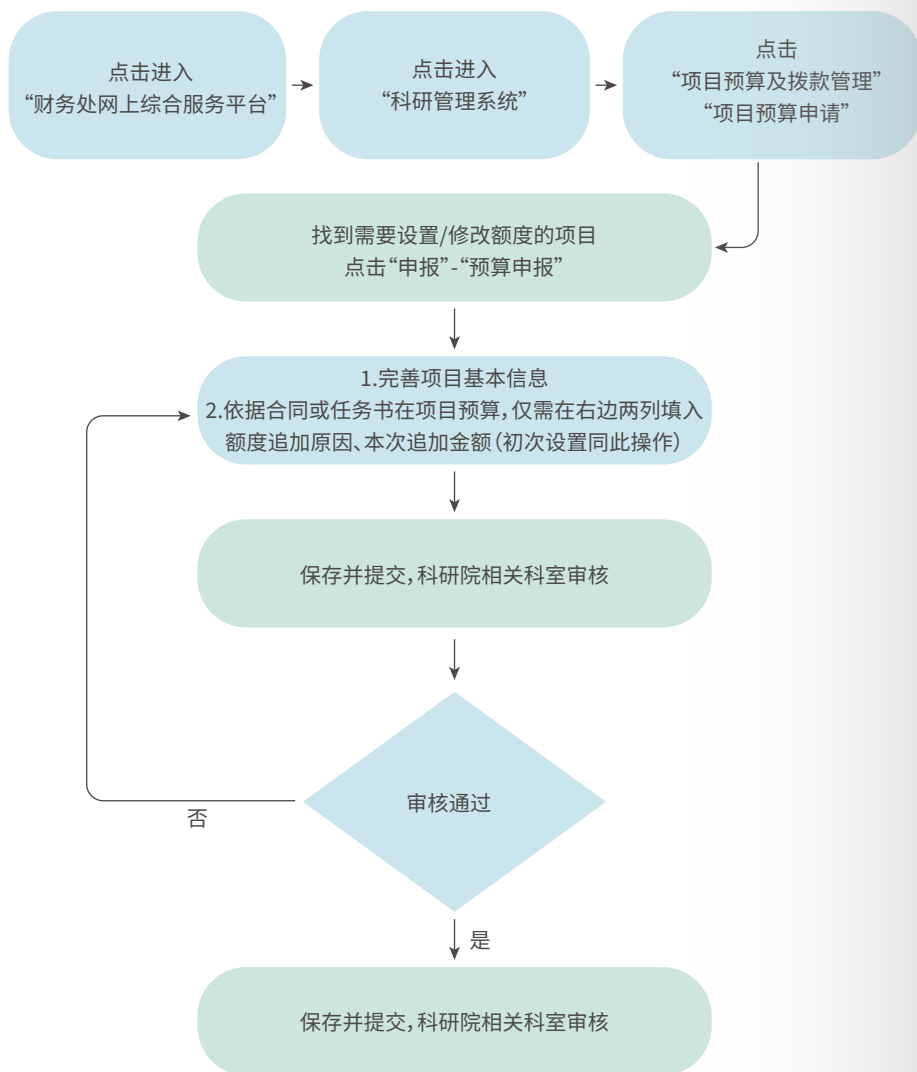 点击进入
“财务处网上综合服务平台”
点击进入
“科研管理系统”
点击
“项目预算及拨款管理”
“项目预算申请”
找到需要设置/修改额度的项目
点击“申报”-“预算申报”
1.完善项目基本信息
2.依据合同或任务书在项目预算，仅需在右边两列填入
额度追加原因、本次追加金额（初次设置同此操作）
保存并提交，科研院相关科室审核
审核通过
否
是
保存并提交，科研院相关科室审核